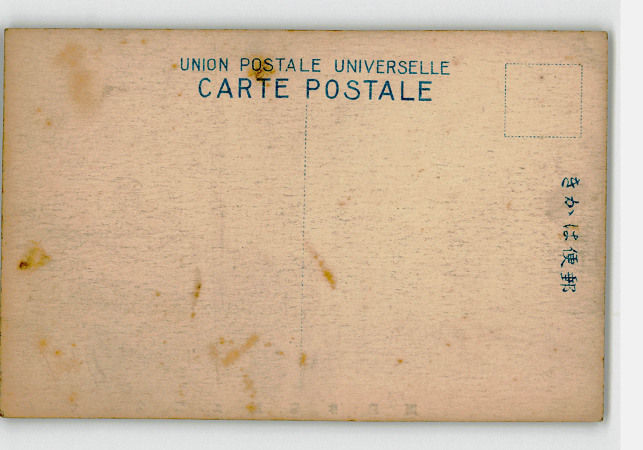 UNION POSTALE UNIVERSELLE
CARTE POSTALE
きかは便郵